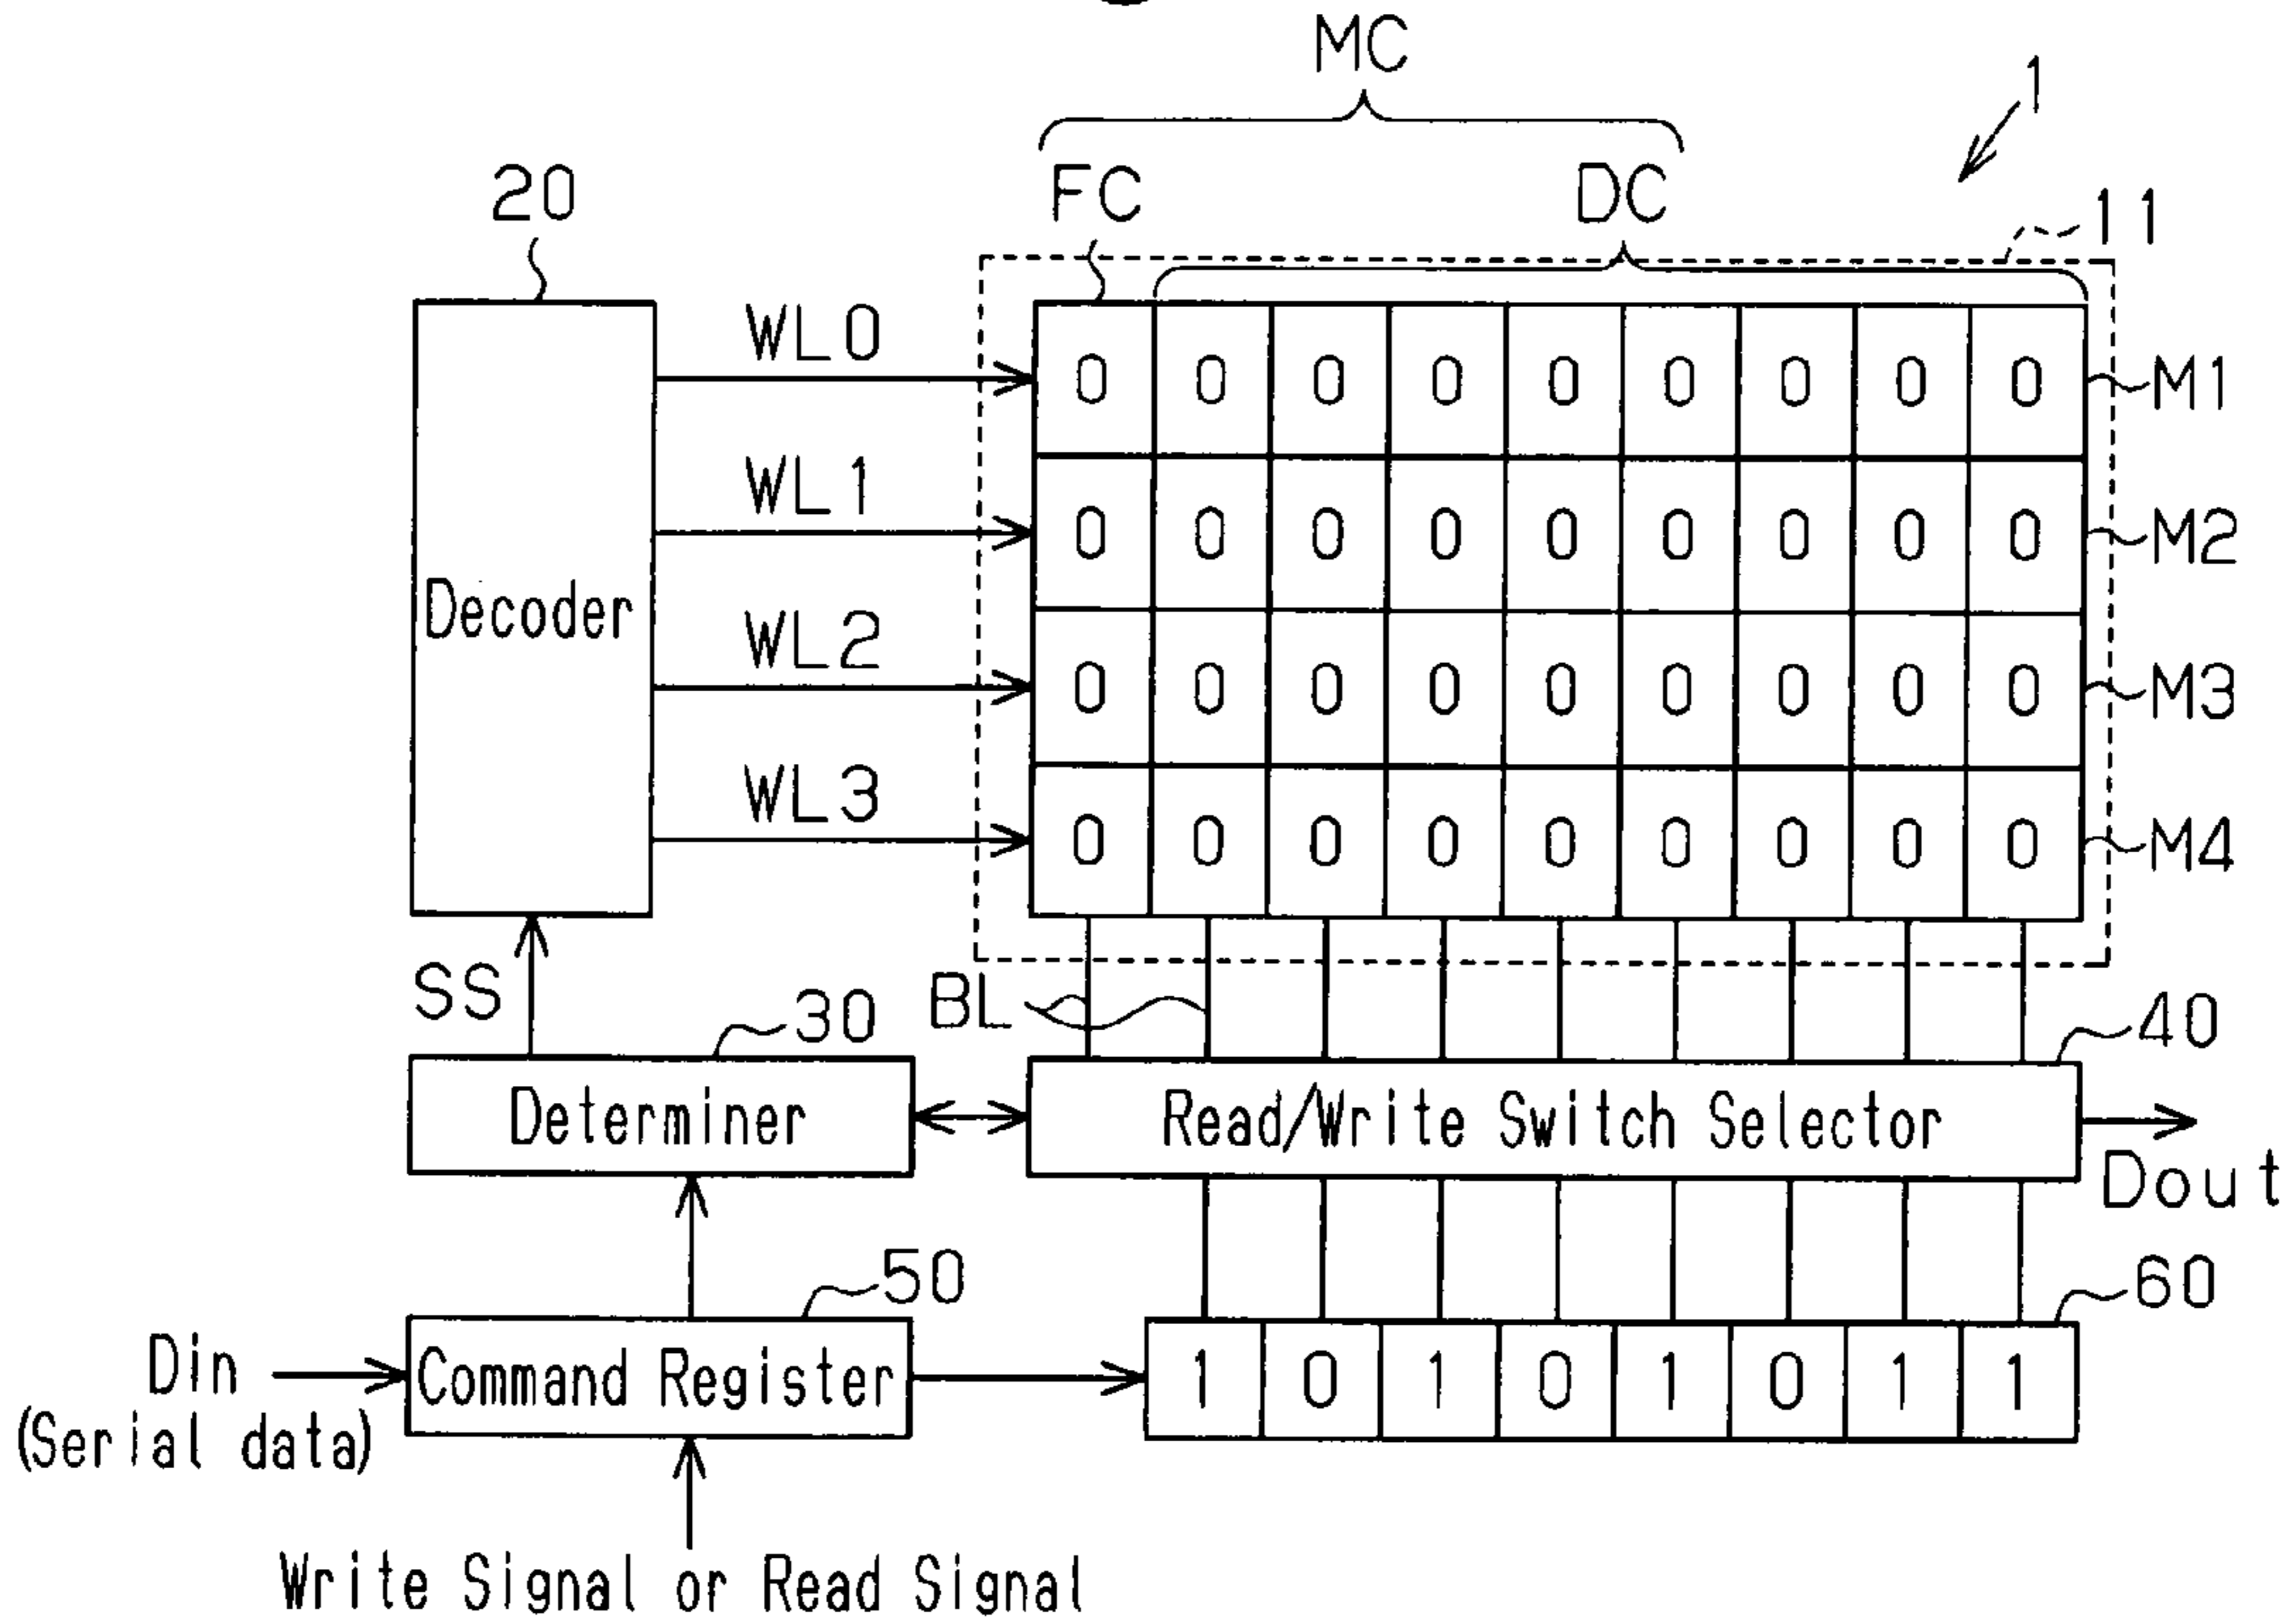 MC
1
20
FC DC
11
WL0
0 0 0 0 0 0 0 0 0 M1
WL1
0 0 0 0 0 0 0 0 0 M2
Decoder
WL2
0 0 0 0 0 0 0 0 0 M3
WL3
0 0 0 0 0 0 0 0 0 M4
SS
30
BL
40
Determiner
Read/Write Switch Selector
Dout
50
60
Din
(Serial data)
Command Register
1 0 1 0 1 0 1 1
Write Signal or Read Signal